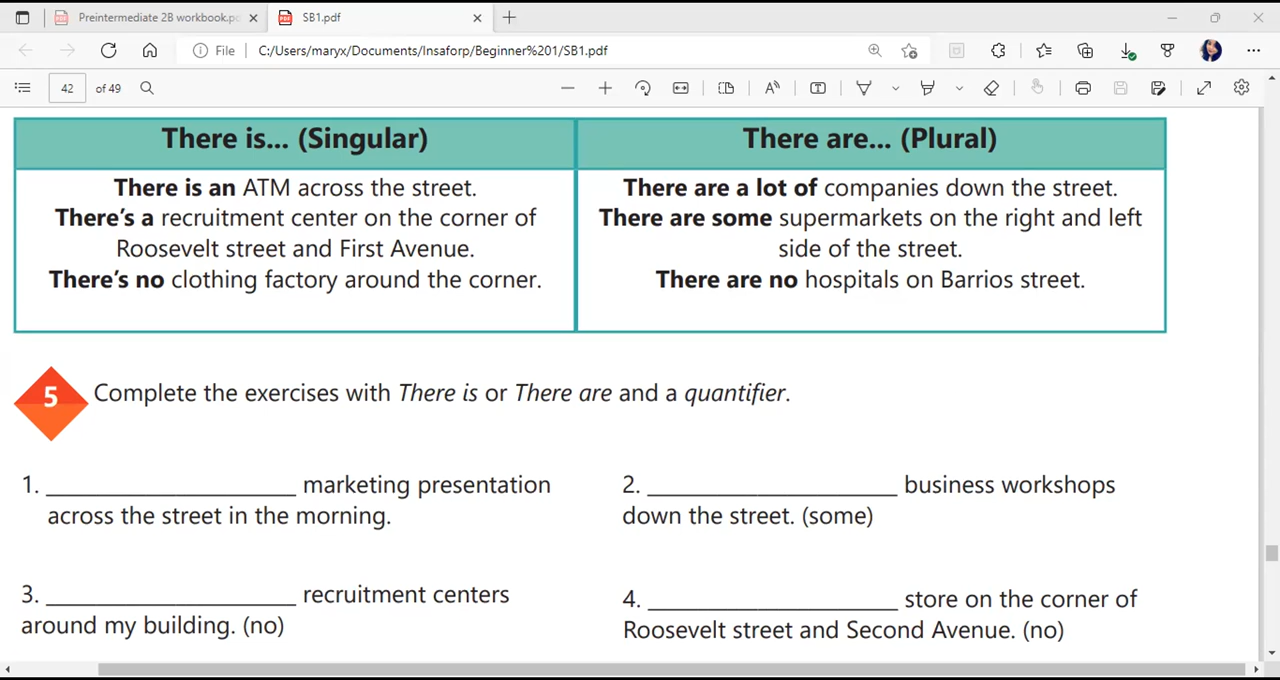 Preintermediate 2B workbook.pc
SB1.pdf
File C:/Users/maryx/Documents/Insaforp/Beginner%201/SB1.pdf
42 of 49
There is... (Singular)
There are... (Plural)
There is an ATM across the street.
There's a recruitment center on the corner of
Roosevelt street and First Avenue.
There's no clothing factory around the corner.
There are a lot of companies down the street.
There are some supermarkets on the right and left
side of the street.
There are no hospitals on Barrios street.
5 Complete the exercises with There is or There are and a quantifier.
1. ____________________ marketing presentation
across the street in the morning.
2. ____________________ business workshops
down the street. (some)
3. ____________________ recruitment centers
around my building. (no)
4. ____________________ store on the corner of
Roosevelt street and Second Avenue. (no)